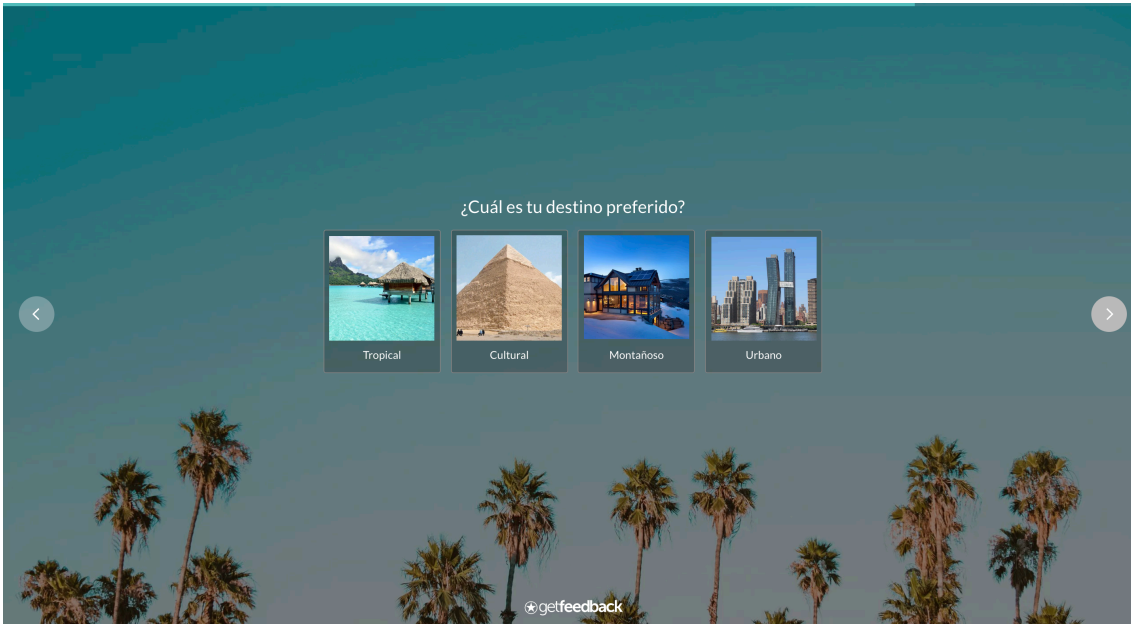 ¿Cuál es tu destino preferido?
Tropical
Cultural
Montañoso
Urbano
getfeedback